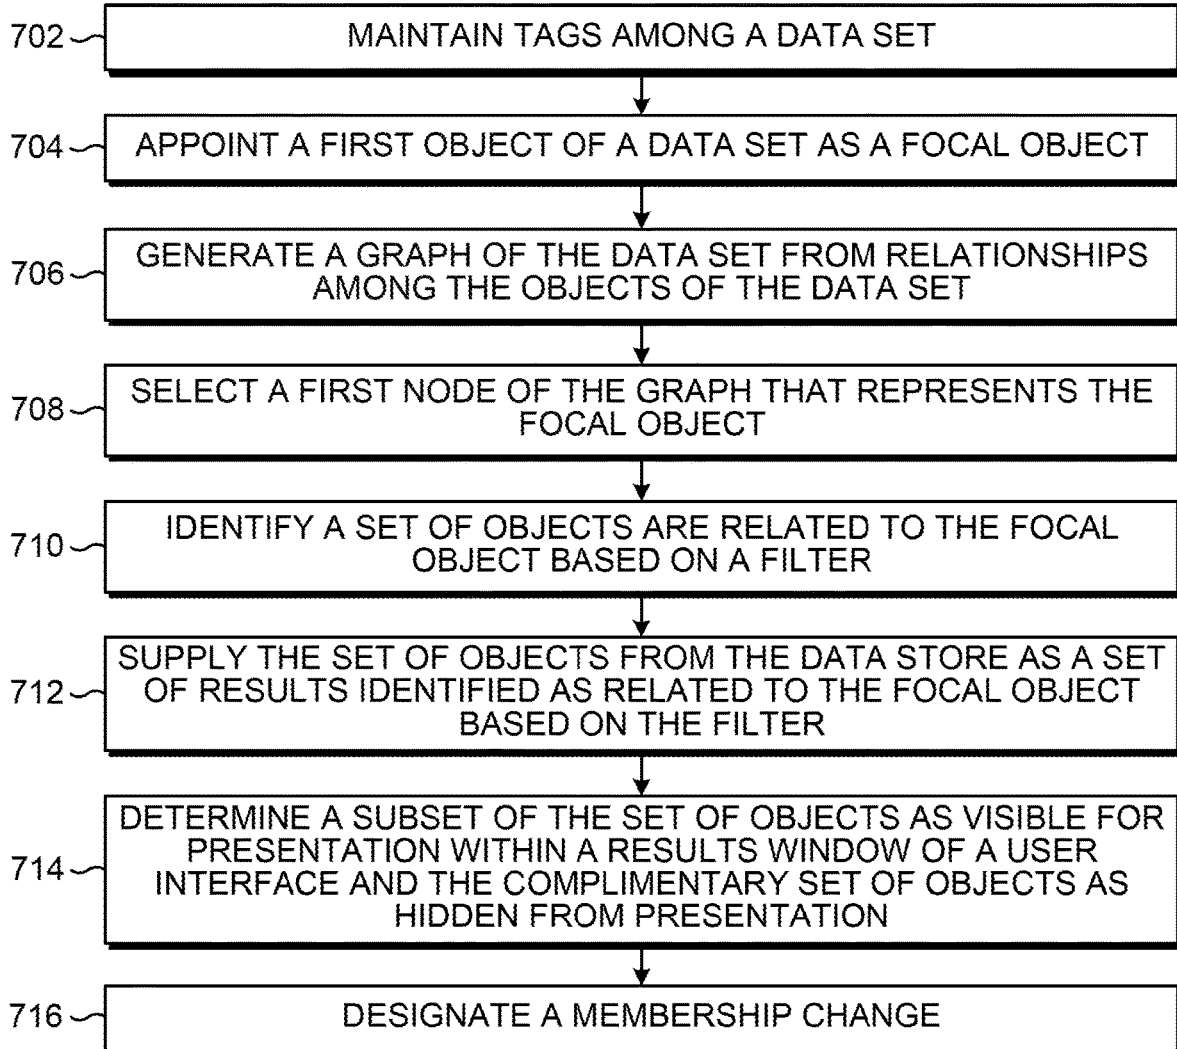 702
MAINTAIN TAGS AMONG A DATA SET
704
APPOINT A FIRST OBJECT OF A DATA SET AS A FOCAL OBJECT
706
GENERATE A GRAPH OF THE DATA SET FROM RELATIONSHIPS
AMONG THE OBJECTS OF THE DATA SET
708
SELECT A FIRST NODE OF THE GRAPH THAT REPRESENTS THE
FOCAL OBJECT
710
IDENTIFY A SET OF OBJECTS ARE RELATED TO THE FOCAL
OBJECT BASED ON A FILTER
712
SUPPLY THE SET OF OBJECTS FROM THE DATA STORE AS A SET
OF RESULTS IDENTIFIED AS RELATED TO THE FOCAL OBJECT
BASED ON THE FILTER
714
DETERMINE A SUBSET OF THE SET OF OBJECTS AS VISIBLE FOR
PRESENTATION WITHIN A RESULTS WINDOW OF A USER
INTERFACE AND THE COMPLIMENTARY SET OF OBJECTS AS
HIDDEN FROM PRESENTATION
716
DESIGNATE A MEMBERSHIP CHANGE